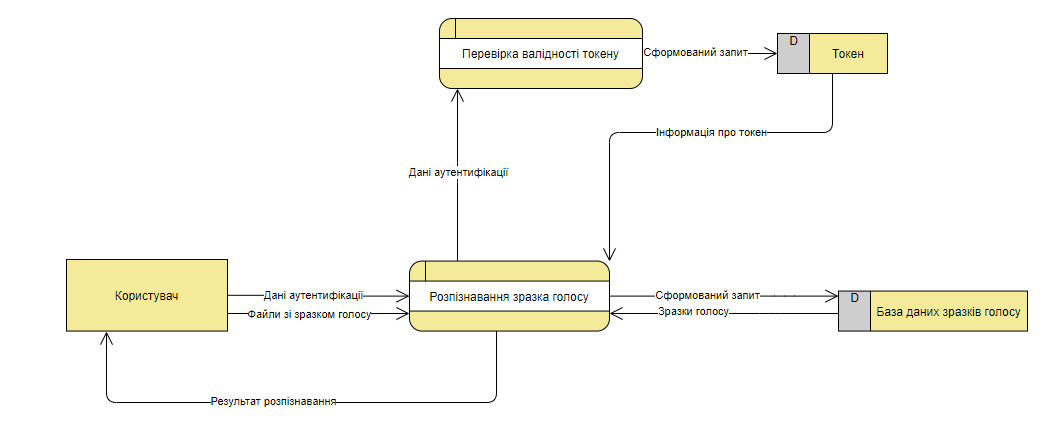 Перевірка валідності токену
Сформований запит
D
Токен
Інформація про токен
Дані аутентифікації
Користувач
Дані аутентифікації
Файли зі зразком голосу
Розпізнавання зразка голосу
Сформований запит
Зразки голосу
D
База даних зразків голосу
Результат розпізнавання